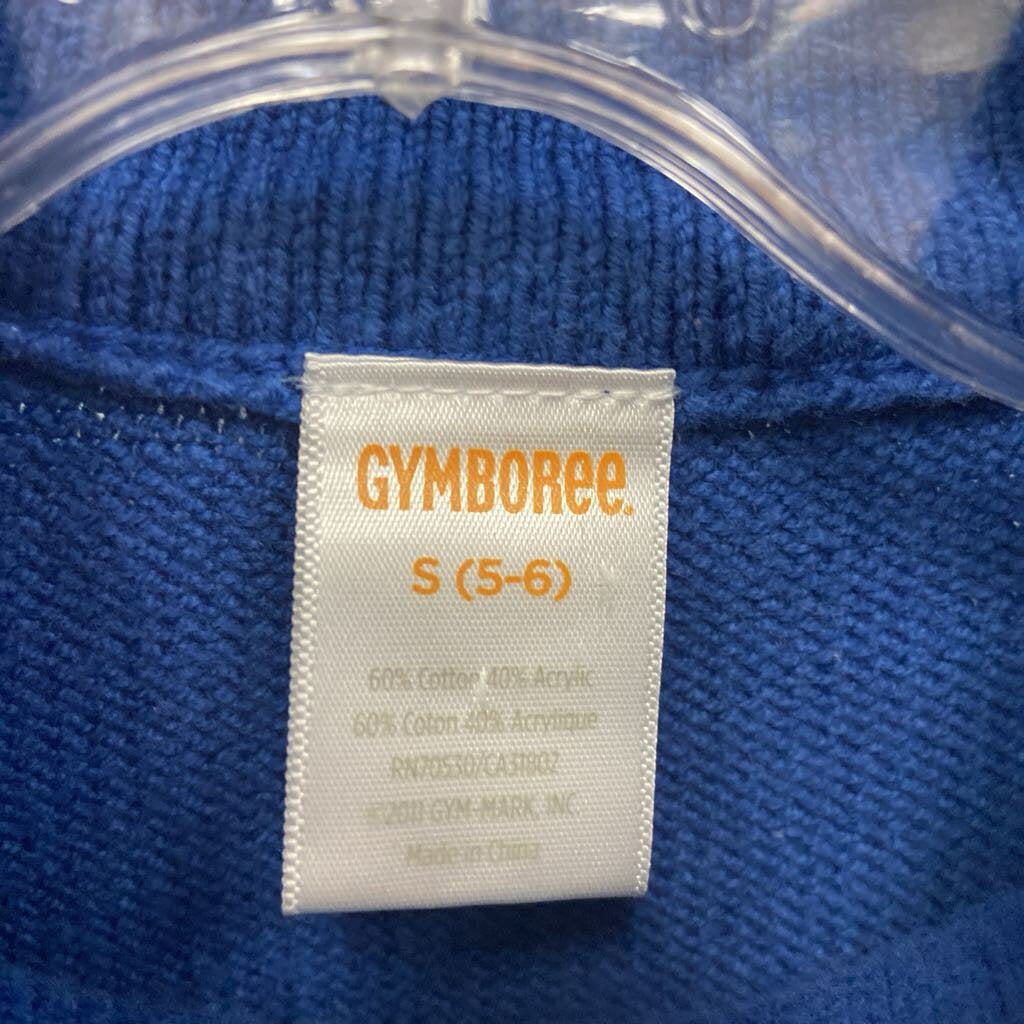 GYMBOREE.
S (5-6)
60% Cotton 40% Acrylic
60% Coton 40% Acrylique
RN70530/CA31802
©2011 GYM-MARK, INC.
Made in China